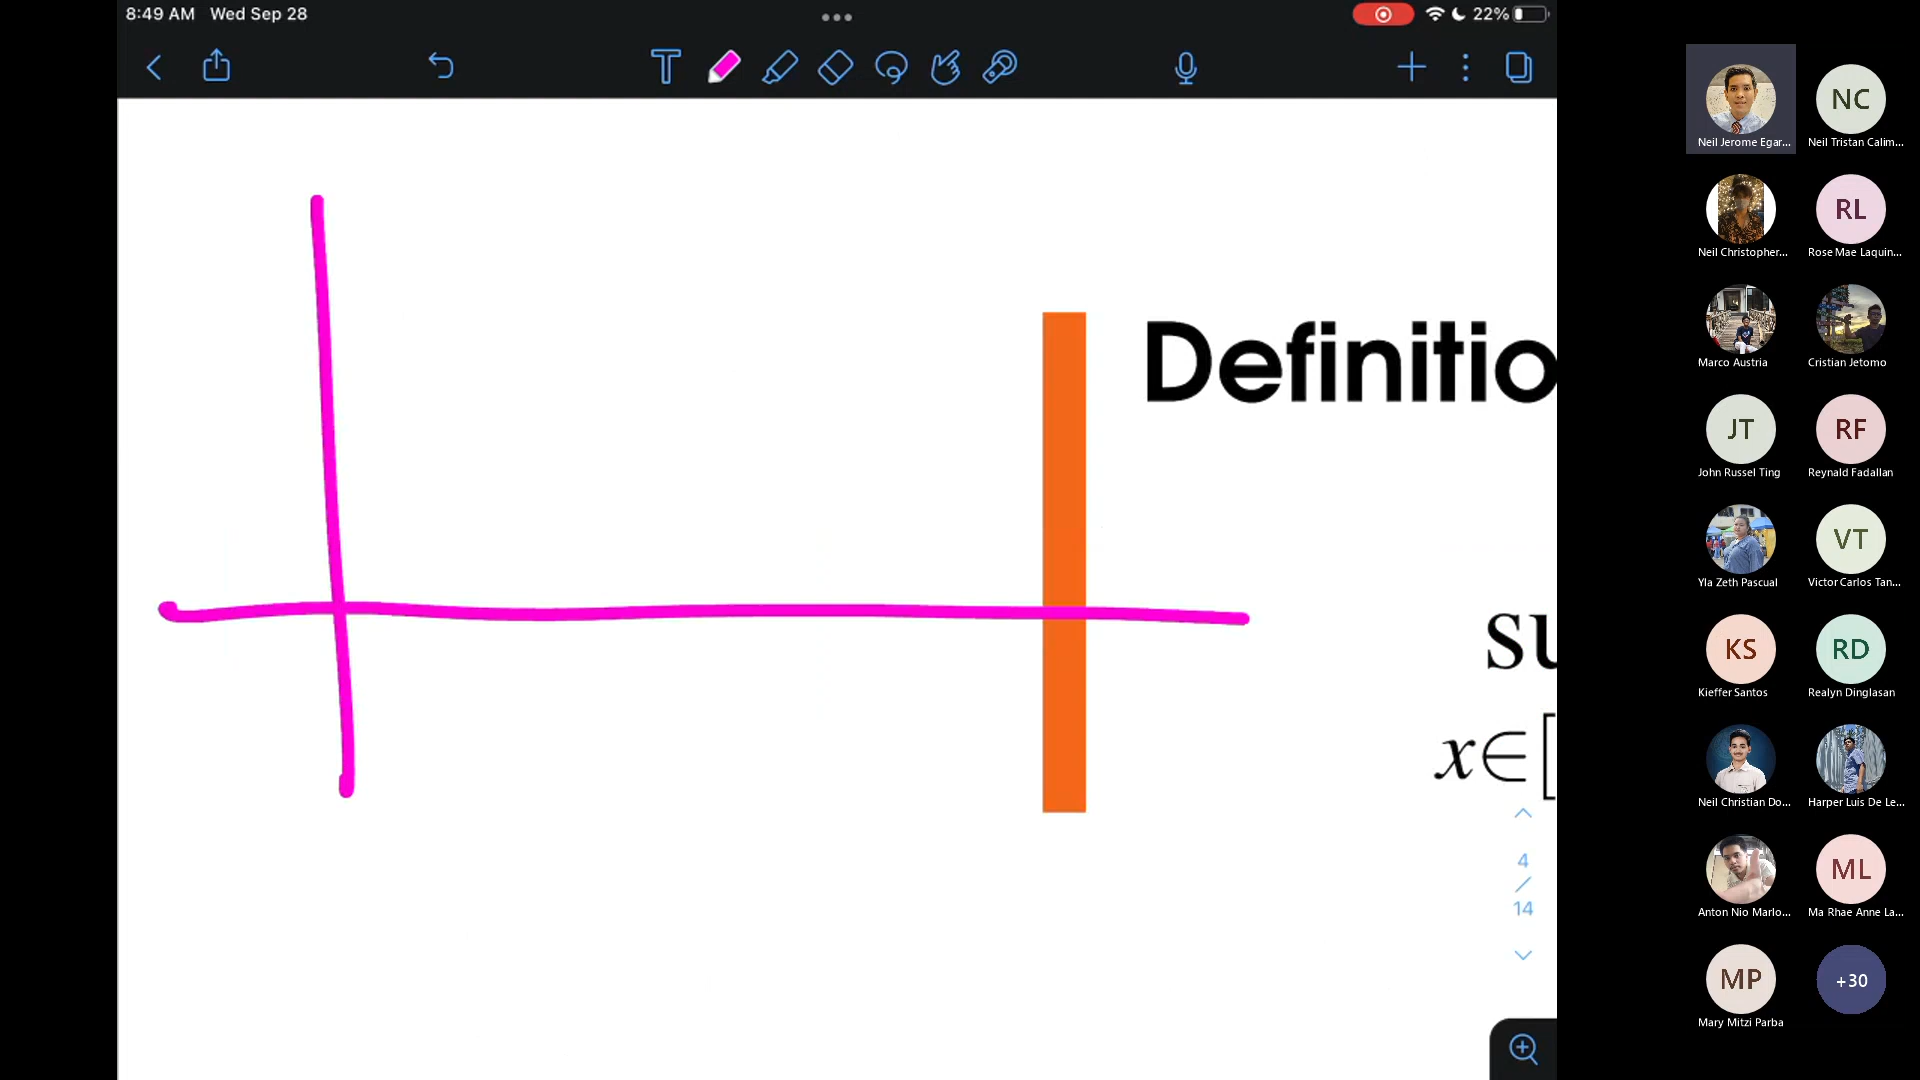 8:49 AM Wed Sep 28
22%
Definitio
su
x∈[
4
/
14
NC
Neil Jerome Egar...
Neil Tristan Calim...
RL
Neil Christopher...
Rose Mae Laquin...
Marco Austria
Cristian Jetomo
JT
RF
John Russel Ting
Reynald Fadallan
VT
Yla Zeth Pascual
Victor Carlos Tan...
KS
RD
Kieffer Santos
Realyn Dinglasan
Neil Christian Do...
Harper Luis De Le...
ML
Anton Nio Marlo...
Ma Rhae Anne La...
MP
+30
Mary Mitzi Parba